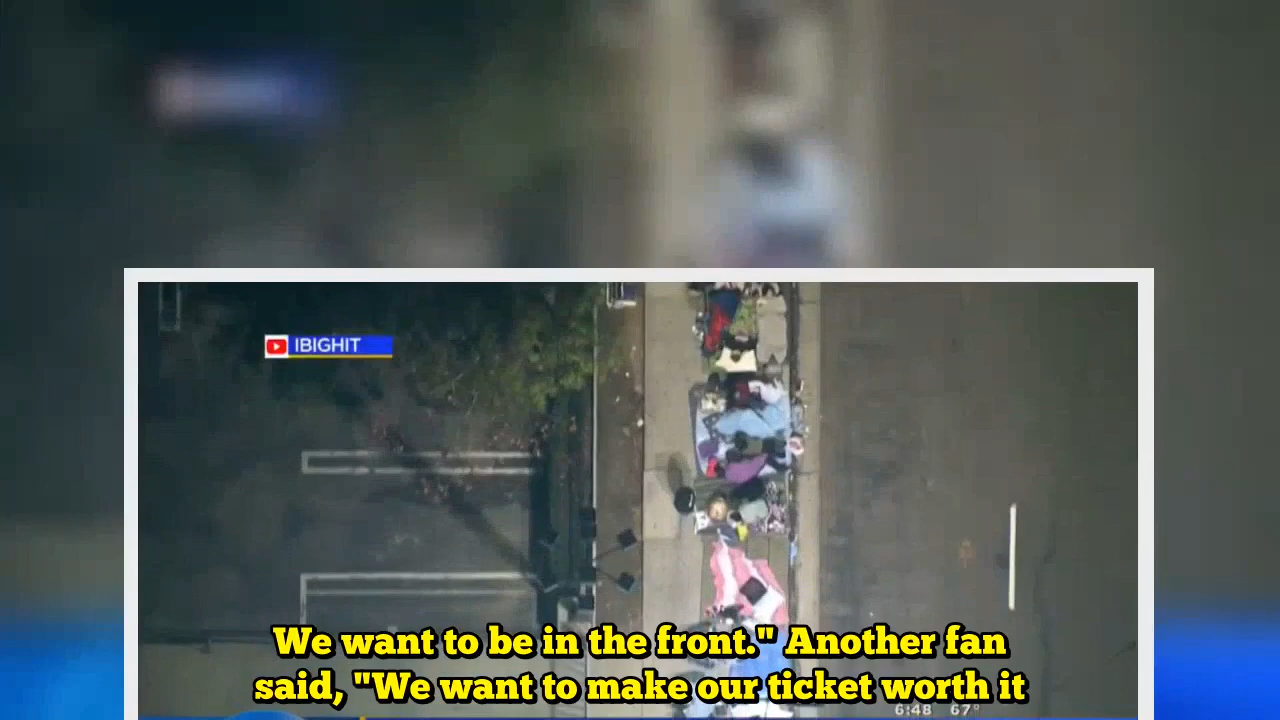 IBIGHIT
We want to be in the front." Another fan
said, "We want to make our ticket worth it
6:48 67°